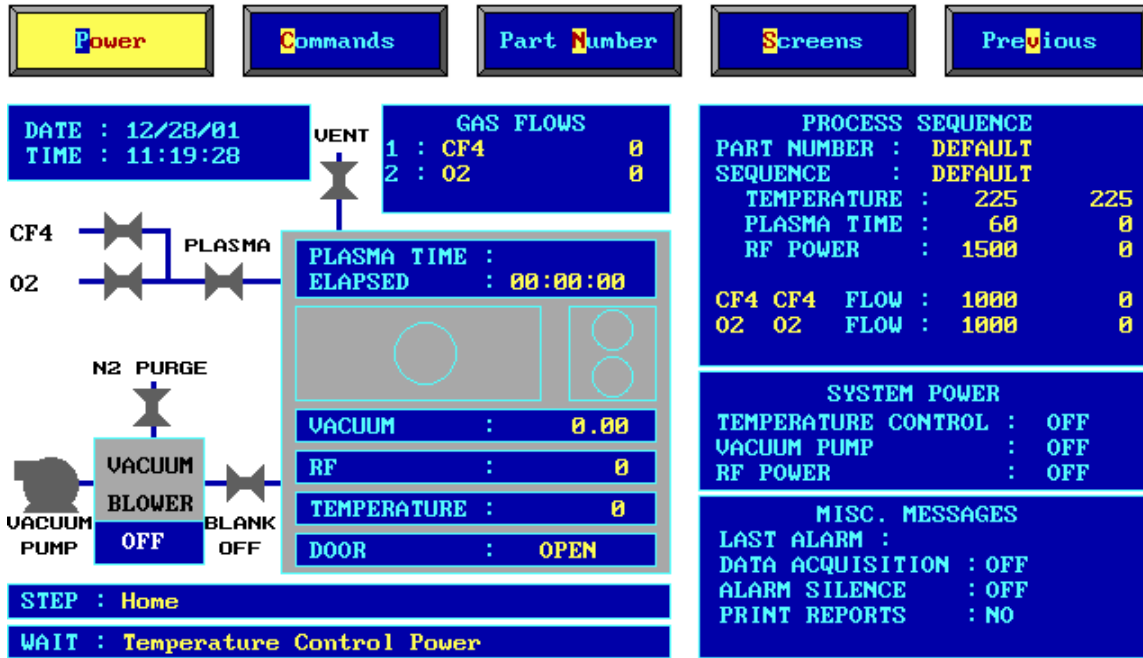 Power Commands Part Number Screens Previous
DATE : 12/28/01
TIME : 11:19:28
VENT
GAS FLOWS
1 : CF4 0
2 : O2 0
CF4
O2
PLASMA
PLASMA TIME :
ELAPSED : 00:00:00
N2 PURGE
VACUUM
BLOWER
OFF
VACUUM
PUMP
BLANK
OFF
VACUUM : 0.00
RF : 0
TEMPERATURE : 0
DOOR : OPEN
STEP : Home
WAIT : Temperature Control Power
PROCESS SEQUENCE
PART NUMBER : DEFAULT
SEQUENCE : DEFAULT
TEMPERATURE : 225 225
PLASMA TIME : 60 0
RF POWER : 1500 0
CF4 CF4 FLOW : 1000 0
O2 O2 FLOW : 1000 0
SYSTEM POWER
TEMPERATURE CONTROL : OFF
VACUUM PUMP : OFF
RF POWER : OFF
MISC. MESSAGES
LAST ALARM :
DATA ACQUISITION : OFF
ALARM SILENCE : OFF
PRINT REPORTS : NO